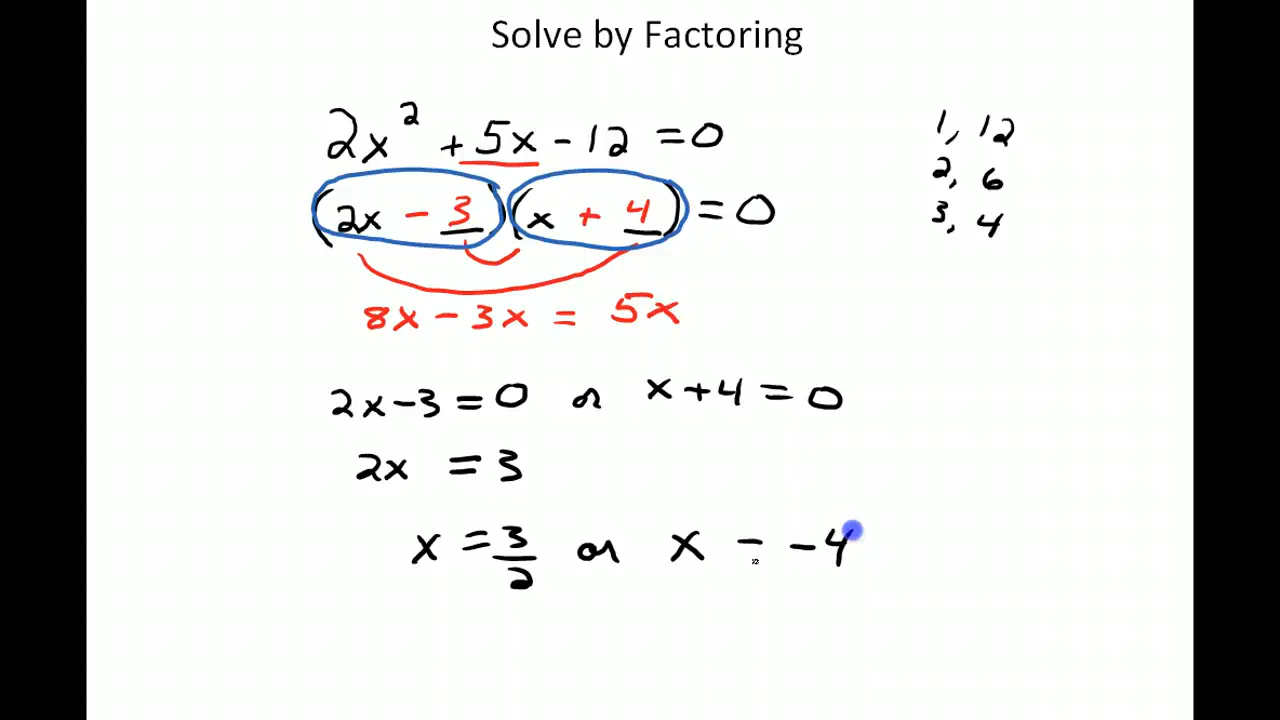 Solve by Factoring
2x² + 5x - 12 = 0
(2x - 3)(x + 4) = 0
8x - 3x = 5x
2x - 3 = 0 or x + 4 = 0
2x = 3
x = 3/2 or x - -4
1, 12
2, 6
3, 4